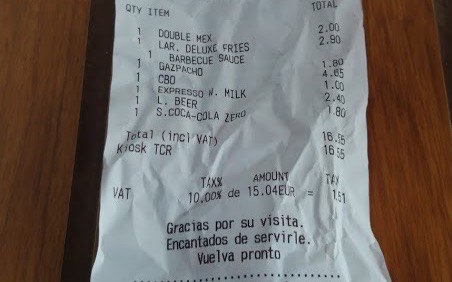 QTY ITEM TOTAL
1 DOUBLE MEX 2.00
1 LAR. DELUXE FRIES 2.90
1 BARBECUE SAUCE
1 GAZPACHO 1.80
1 CBO 4.65
1 EXPRESSO W. MILK 1.00
1 L. BEER 2.40
1 S.COCA-COLA ZERO 1.80
Total (incl VAT) 16.55
Kiosk TCR 16.55
TAX% AMOUNT TAX
VAT 10.00% de 15.04EUR = 1.51
Gracias por su visita.
Encantados de servirle.
Vuelva pronto